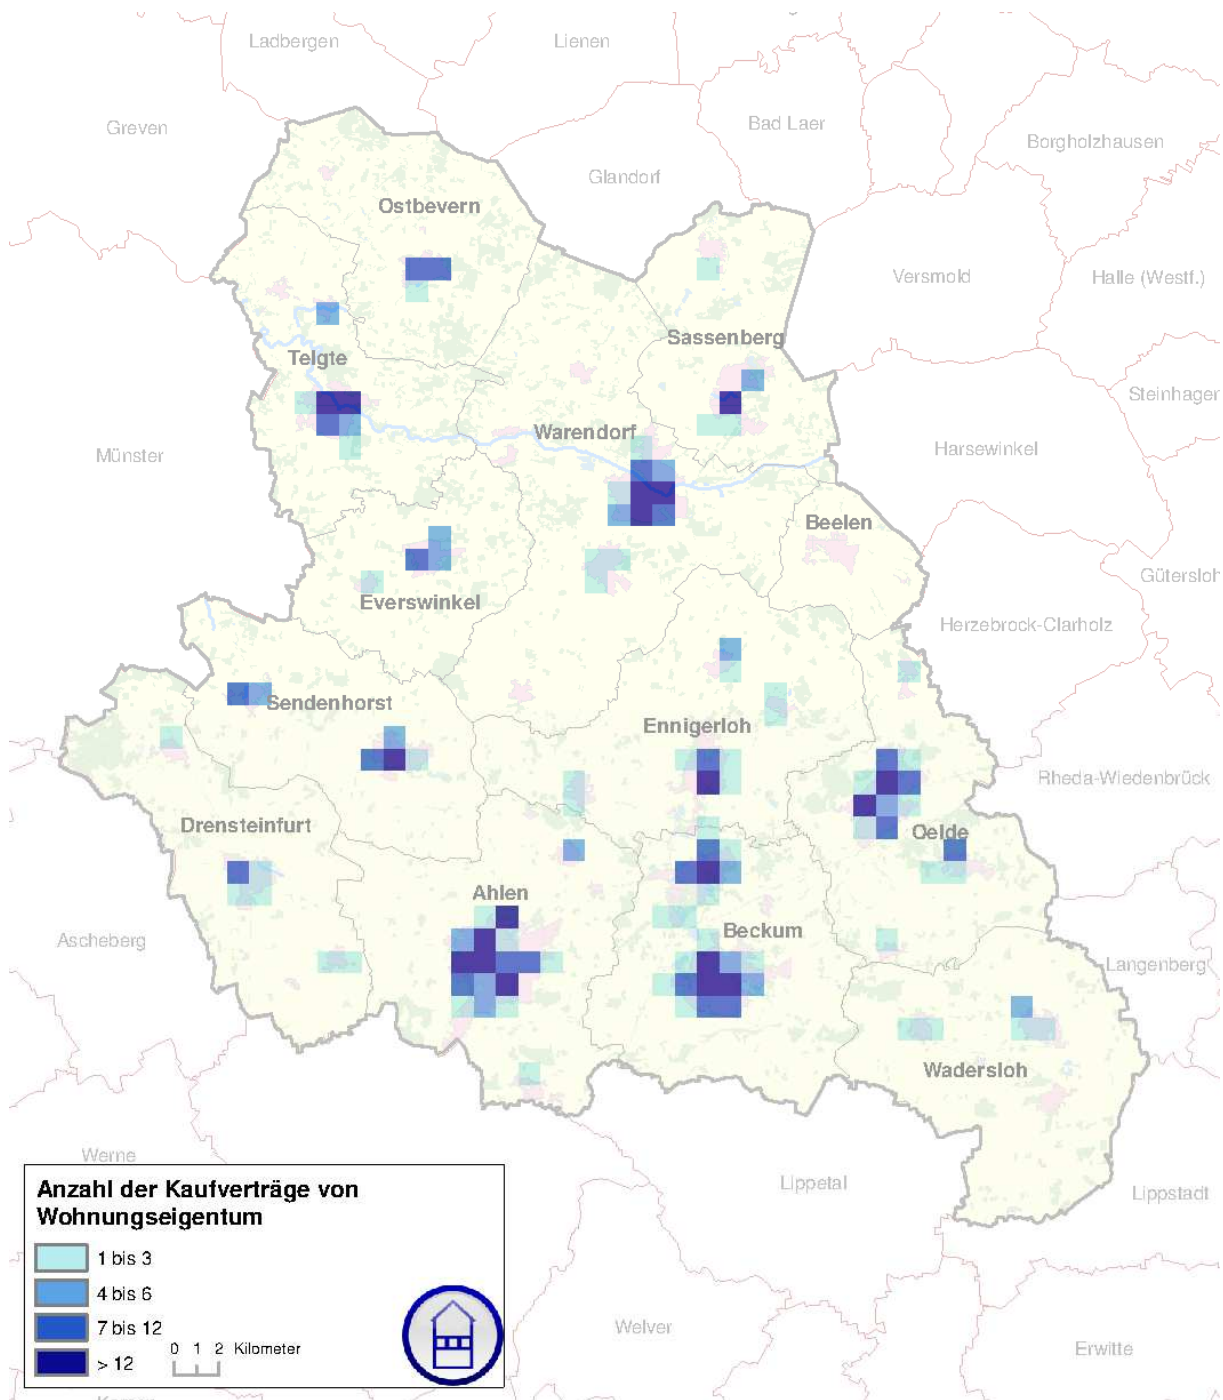 Ladbergen
Lienen
Greven
Bad Laer
Borgholzhausen
Glandorf
Ostbevern
Versmold
Halle (Westf.)
Sassenberg
Telgte
Steinhagen
Warendorf
Münster
Harsewinkel
Beelen
Gütersloh
Everswinkel
Herzebrock-Clarholz
Sendenhorst
Ennigerloh
Rheda-Wiedenbrück
Drensteinfurt
Oelde
Ahlen
Beckum
Ascheberg
Langenberg
Wadersloh
Werne
Lippetal
Lippstadt
Anzahl der Kaufverträge von
Wohnungseigentum
1 bis 3
4 bis 6
7 bis 12
> 12
0 1 2 Kilometer
Welver
Erwitte